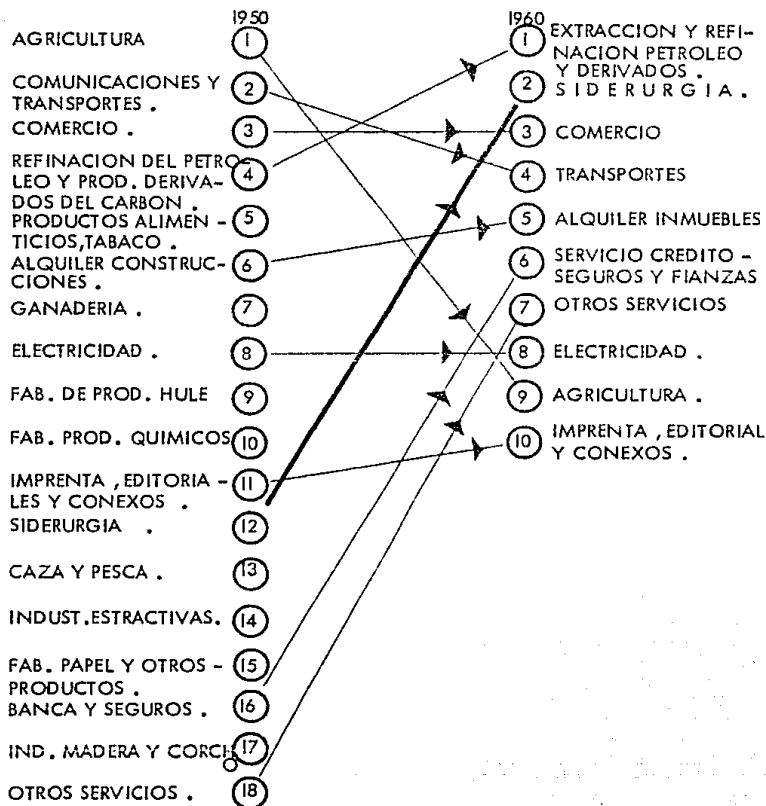 1950
AGRICULTURA 1
COMUNICACIONES Y
TRANSPORTES . 2
COMERCIO . 3
REFINACION DEL PETRO-
LEO Y PROD. DERIVA- 4
DOS DEL CARBON .
PRODUCTOS ALIMEN - 5
TICIOS,TABACO .
ALQUILER CONSTRUC- 6
CIONES .
GANADERIA . 7
ELECTRICIDAD . 8
FAB. DE PROD. HULE 9
FAB. PROD. QUIMICOS 10
IMPRENTA , EDITORIA - 11
LES Y CONEXOS .
SIDERURGIA . 12
CAZA Y PESCA . 13
INDUST.ESTRACTIVAS. 14
FAB. PAPEL Y OTROS - 15
PRODUCTOS .
BANCA Y SEGUROS . 16
IND. MADERA Y CORCH 17
O
OTROS SERVICIOS . 18
1960
1 EXTRACCION Y REFI-
NACION PETROLEO
Y DERIVADOS .
2 SIDERURGIA.
3 COMERCIO
4 TRANSPORTES
5 ALQUILER INMUEBLES
6 SERVICIO CREDITO -
SEGUROS Y FIANZAS
7 OTROS SERVICIOS
8 ELECTRICIDAD .
9 AGRICULTURA .
10 IMPRENTA , EDITORIAL
Y CONEXOS .